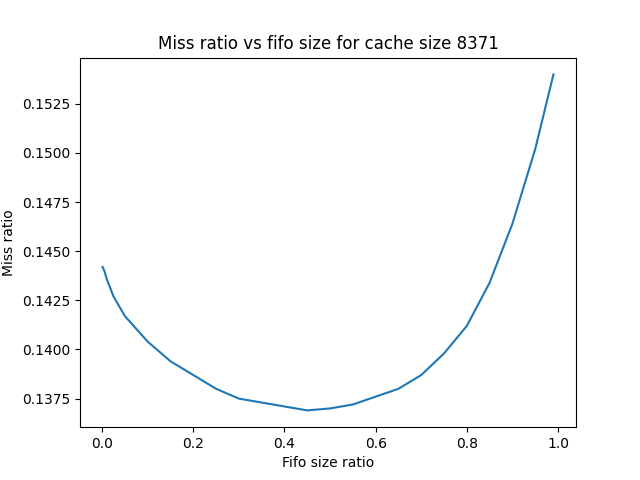 Miss ratio vs fifo size for cache size 8371
0.1525
0.1500
0.1475
0.1450
0.1425
0.1400
0.1375
Miss ratio
0.0 0.2 0.4 0.6 0.8 1.0
Fifo size ratio